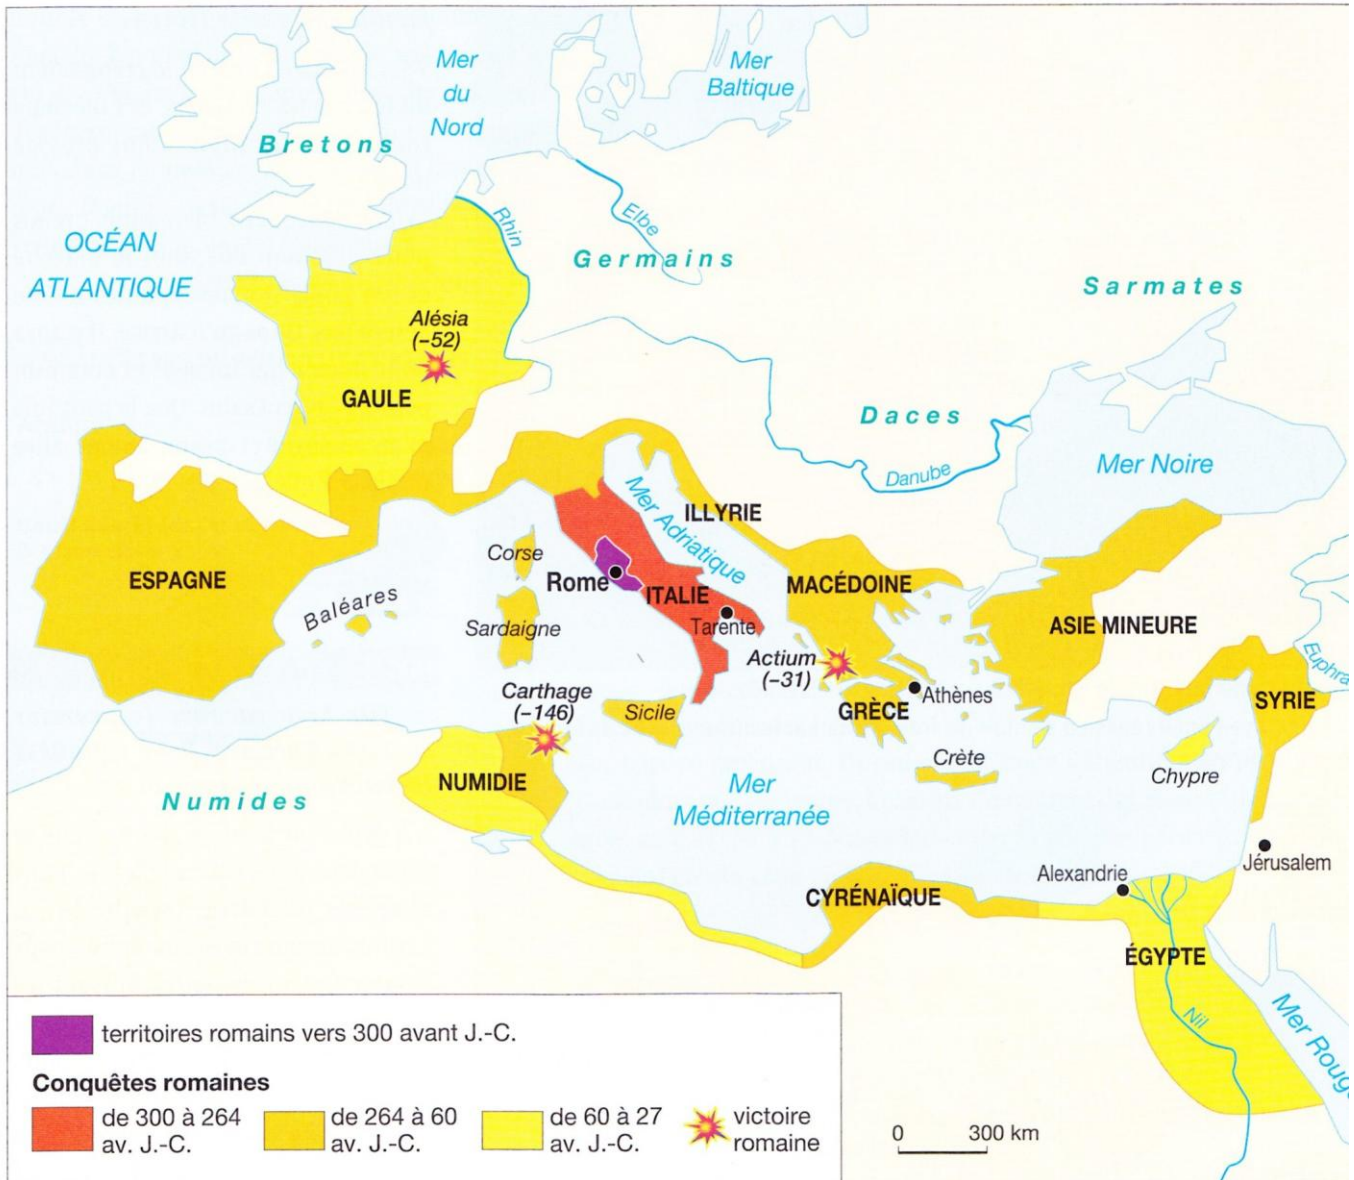 Mer
du
Nord
Mer
Baltique
Bretons
OCÉAN
ATLANTIQUE
Rhin
Elbe
Germains
Sarmates
Alésia
(–52)
GAULE
Daces
Danube
Mer Noire
Mer Adriatique
ILLYRIE
Corse
ESPAGNE
Rome
ITALIE
MACÉDOINE
Baléares
Sardaigne
Tarente
ASIE MINEURE
Actium
(–31)
Euphra
Carthage
(–146)
Sicile
Athènes
GRÈCE
SYRIE
Crète
Chypre
NUMIDIE
Numides
Mer
Méditerranée
Jérusalem
Alexandrie
CYRÉNAÏQUE
ÉGYPTE
Nil
Mer Rouge
territoires romains vers 300 avant J.-C.
Conquêtes romaines
de 300 à 264
av. J.-C.
de 264 à 60
av. J.-C.
de 60 à 27
av. J.-C.
victoire
romaine
0 300 km